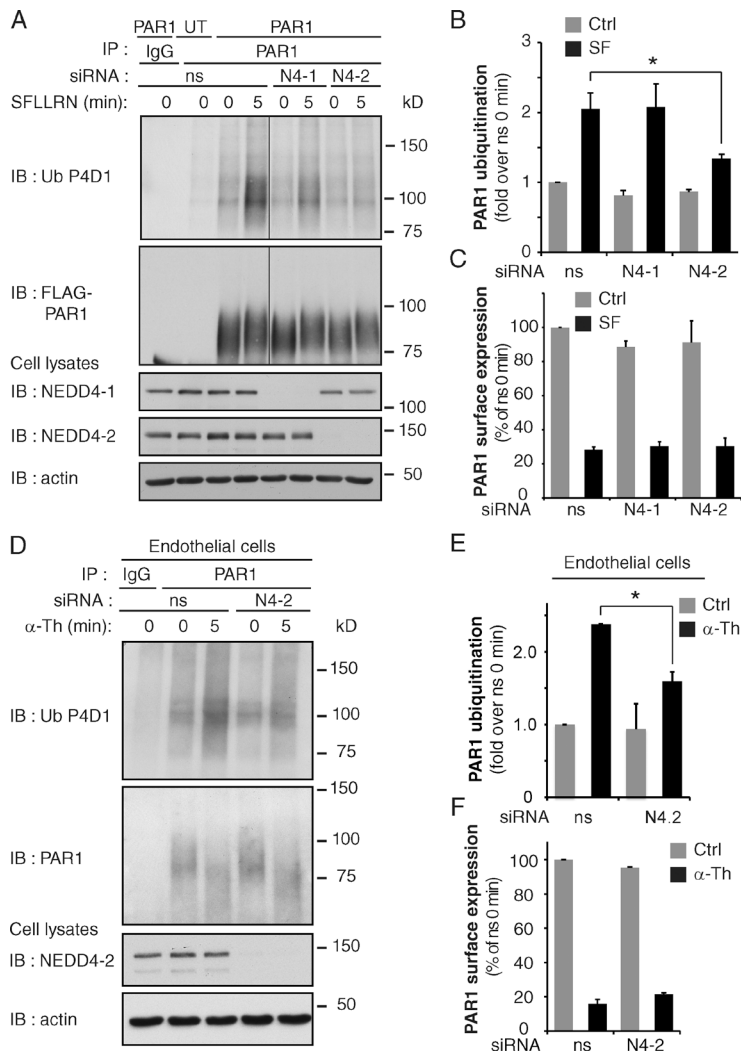 A
PAR1 UT PAR1
IP : IgG PAR1
siRNA : ns N4-1 N4-2
SFLLRN (min): 0 0 0 5 0 5 0 5 kD
150
IB : Ub P4D1
100
75
100
IB : FLAG-
PAR1
75
Cell lysates
IB : NEDD4-1
100
IB : NEDD4-2
150
IB : actin
50
B
Ctrl
SF
*
PAR1 ubiquitination
(fold over ns 0 min)
3
2
1
0
siRNA ns N4-1 N4-2
C
Ctrl
SF
PAR1 surface expression
(% of ns 0 min)
100
80
60
40
20
0
siRNA ns N4-1 N4-2
D
Endothelial cells
IP : IgG PAR1
siRNA : ns N4-2
α-Th (min): 0 0 5 0 5 kD
150
IB : Ub P4D1
100
75
150
100
IB : PAR1
75
Cell lysates
IB : NEDD4-2
150
IB : actin
50
E
Endothelial cells
Ctrl
α-Th
*
PAR1 ubiquitination
(fold over ns 0 min)
2.0
1.0
0
siRNA ns N4.2
F
Ctrl
α-Th
PAR1 surface expression
(% of ns 0 min)
100
80
60
40
20
0
siRNA ns N4-2